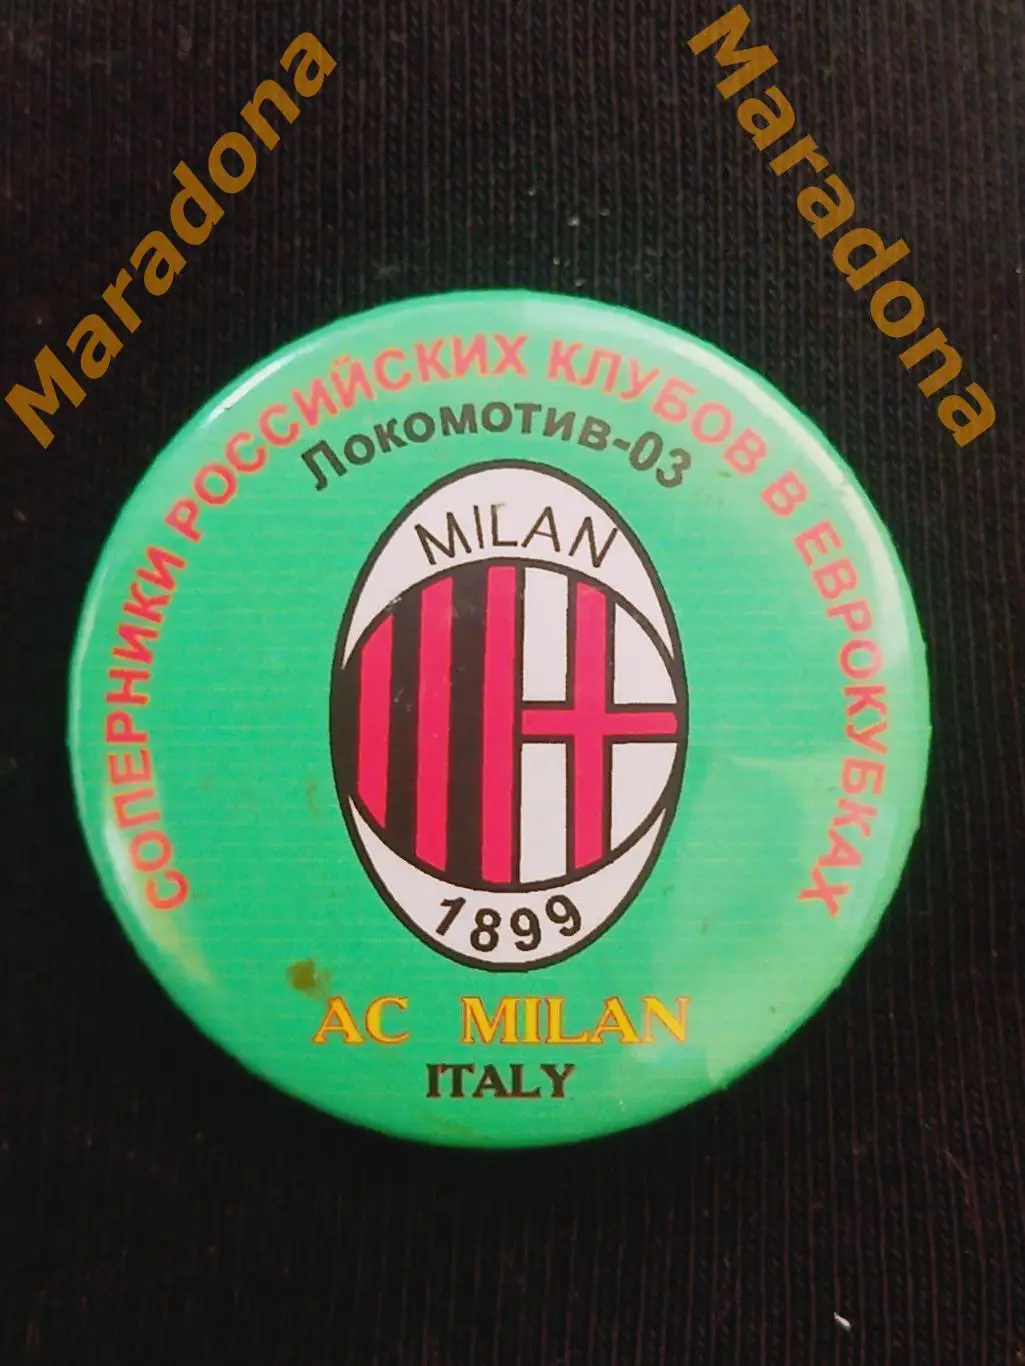 Maradona
Maradona
СОПЕРНИКИ РОССИЙСКИХ КЛУБОВ В ЕВРОКУБКАХ
Локомотив-03
MILAN
1899
AC MILAN
ITALY